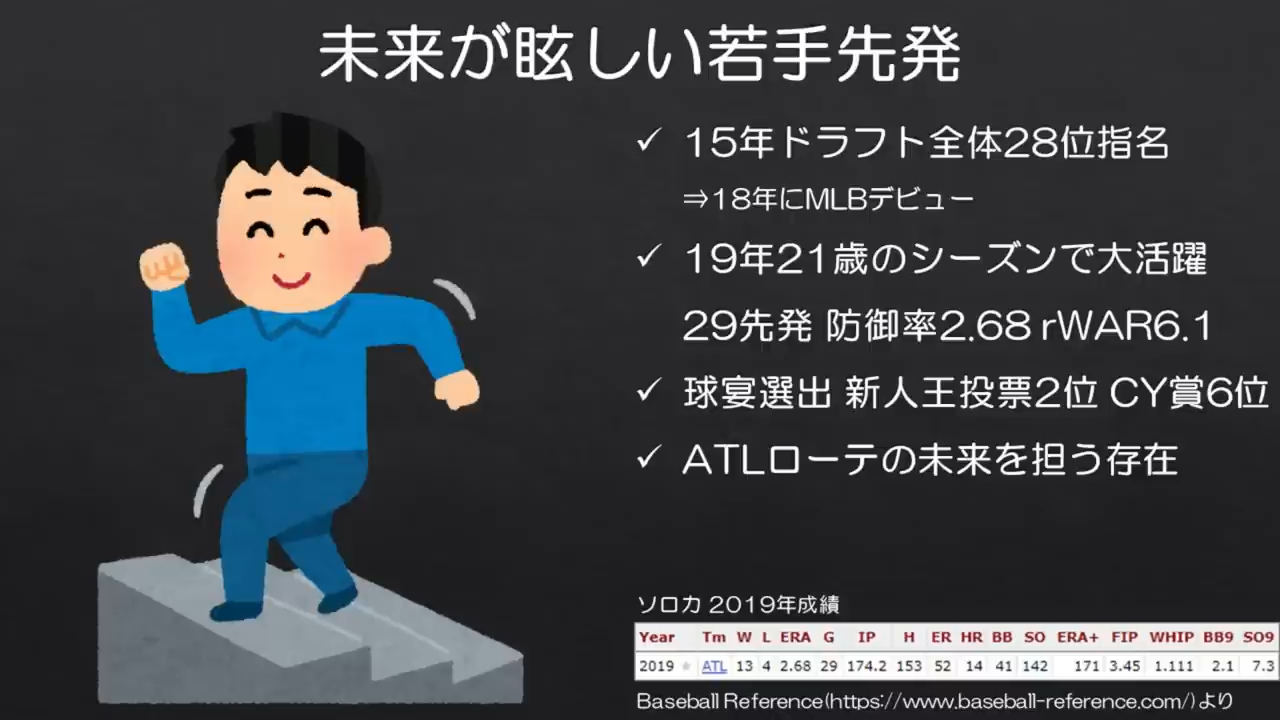 未来が眩しい若手先発
✓ 15年ドラフト全体28位指名
⇒18年にMLBデビュー
✓ 19年21歳のシーズンで大活躍
29先発 防御率2.68 rWAR6.1
✓ 球宴選出 新人王投票2位 CY賞6位
✓ ATLローテの未来を担う存在
ソロカ 2019年成績
Year Tm W L ERA G IP H ER HR BB SO ERA+ FIP WHIP BB9 SO9
2019 ATL 13 4 2.68 29 174.2 153 52 14 41 142 171 3.45 1.111 2.1 7.3
Baseball Reference(https://www.baseball-reference.com/)より